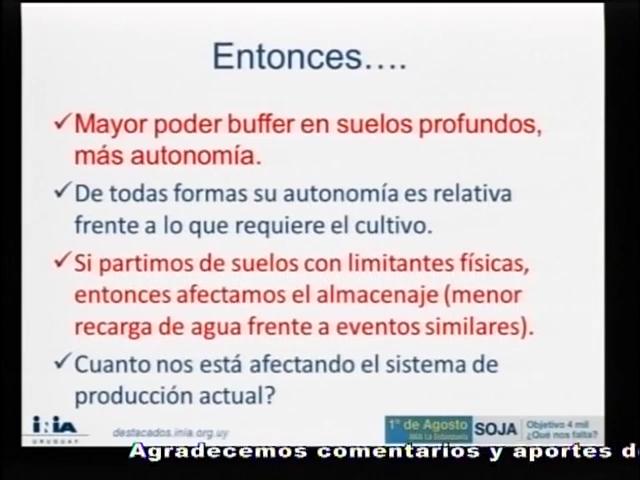 Entonces....
✓Mayor poder buffer en suelos profundos,
más autonomía.
✓De todas formas su autonomía es relativa
frente a lo que requiere el cultivo.
✓Si partimos de suelos con limitantes físicas,
entonces afectamos el almacenaje (menor
recarga de agua frente a eventos similares).
✓Cuanto nos está afectando el sistema de
producción actual?
inia
URUGUAY
destacados.inia.org.uy
1° de Agosto
INIA La Estanzuela
SOJA
Objetivo 4 mil
¿Qué nos falta?
Agradecemos comentarios y aportes d